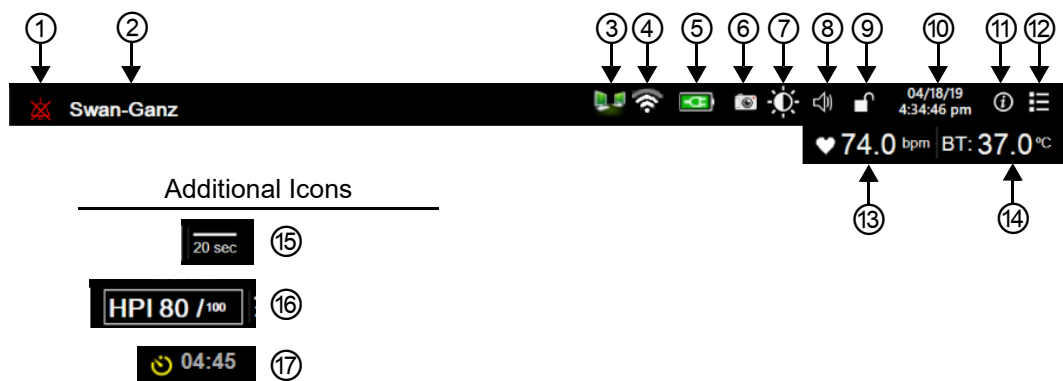 ① ② ③ ④ ⑤ ⑥ ⑦ ⑧ ⑨ ⑩ ⑪ ⑫
Swan-Ganz
04/18/19
4:34:46 pm
74.0 bpm BT: 37.0 °C
⑬ ⑭
Additional Icons
20 sec ⑮
HPI 80 /100 ⑯
04:45 ⑰